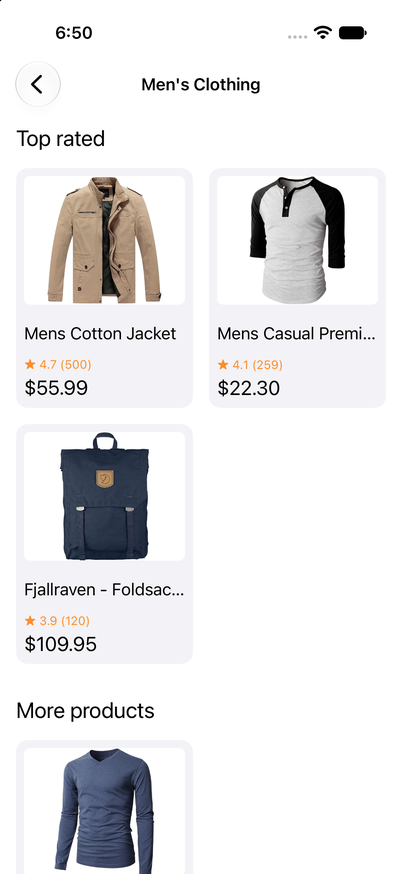 6:50
Men's Clothing
Top rated
Mens Cotton Jacket
★ 4.7 (500)
$55.99
Mens Casual Premi...
★ 4.1 (259)
$22.30
Fjallraven - Foldsac...
★ 3.9 (120)
$109.95
More products